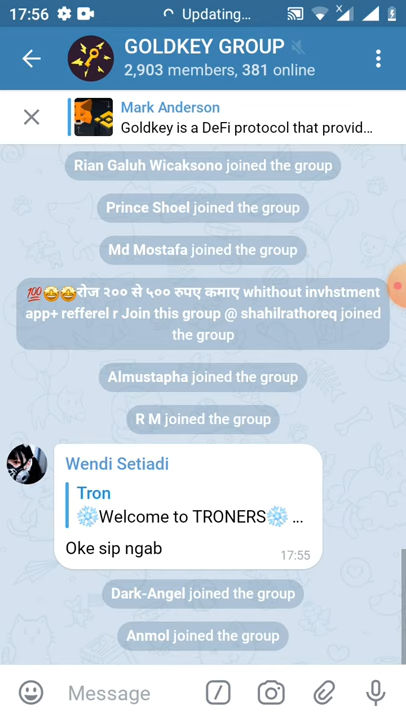 17:56
Updating...
GOLDKEY GROUP
2,903 members, 381 online
Mark Anderson
Goldkey is a DeFi protocol that provid...
Rian Galuh Wicaksono joined the group
Prince Shoel joined the group
Md Mostafa joined the group
💯🤩🤩रोज २०० से ५०० रुपए कमाए whithout invhstment
app+ refferel r Join this group @ shahilrathoreq joined
the group
Almustapha joined the group
R M joined the group
Wendi Setiadi
Tron
❄️Welcome to TRONERS❄️ ...
Oke sip ngab
17:55
Dark-Angel joined the group
Anmol joined the group
Message